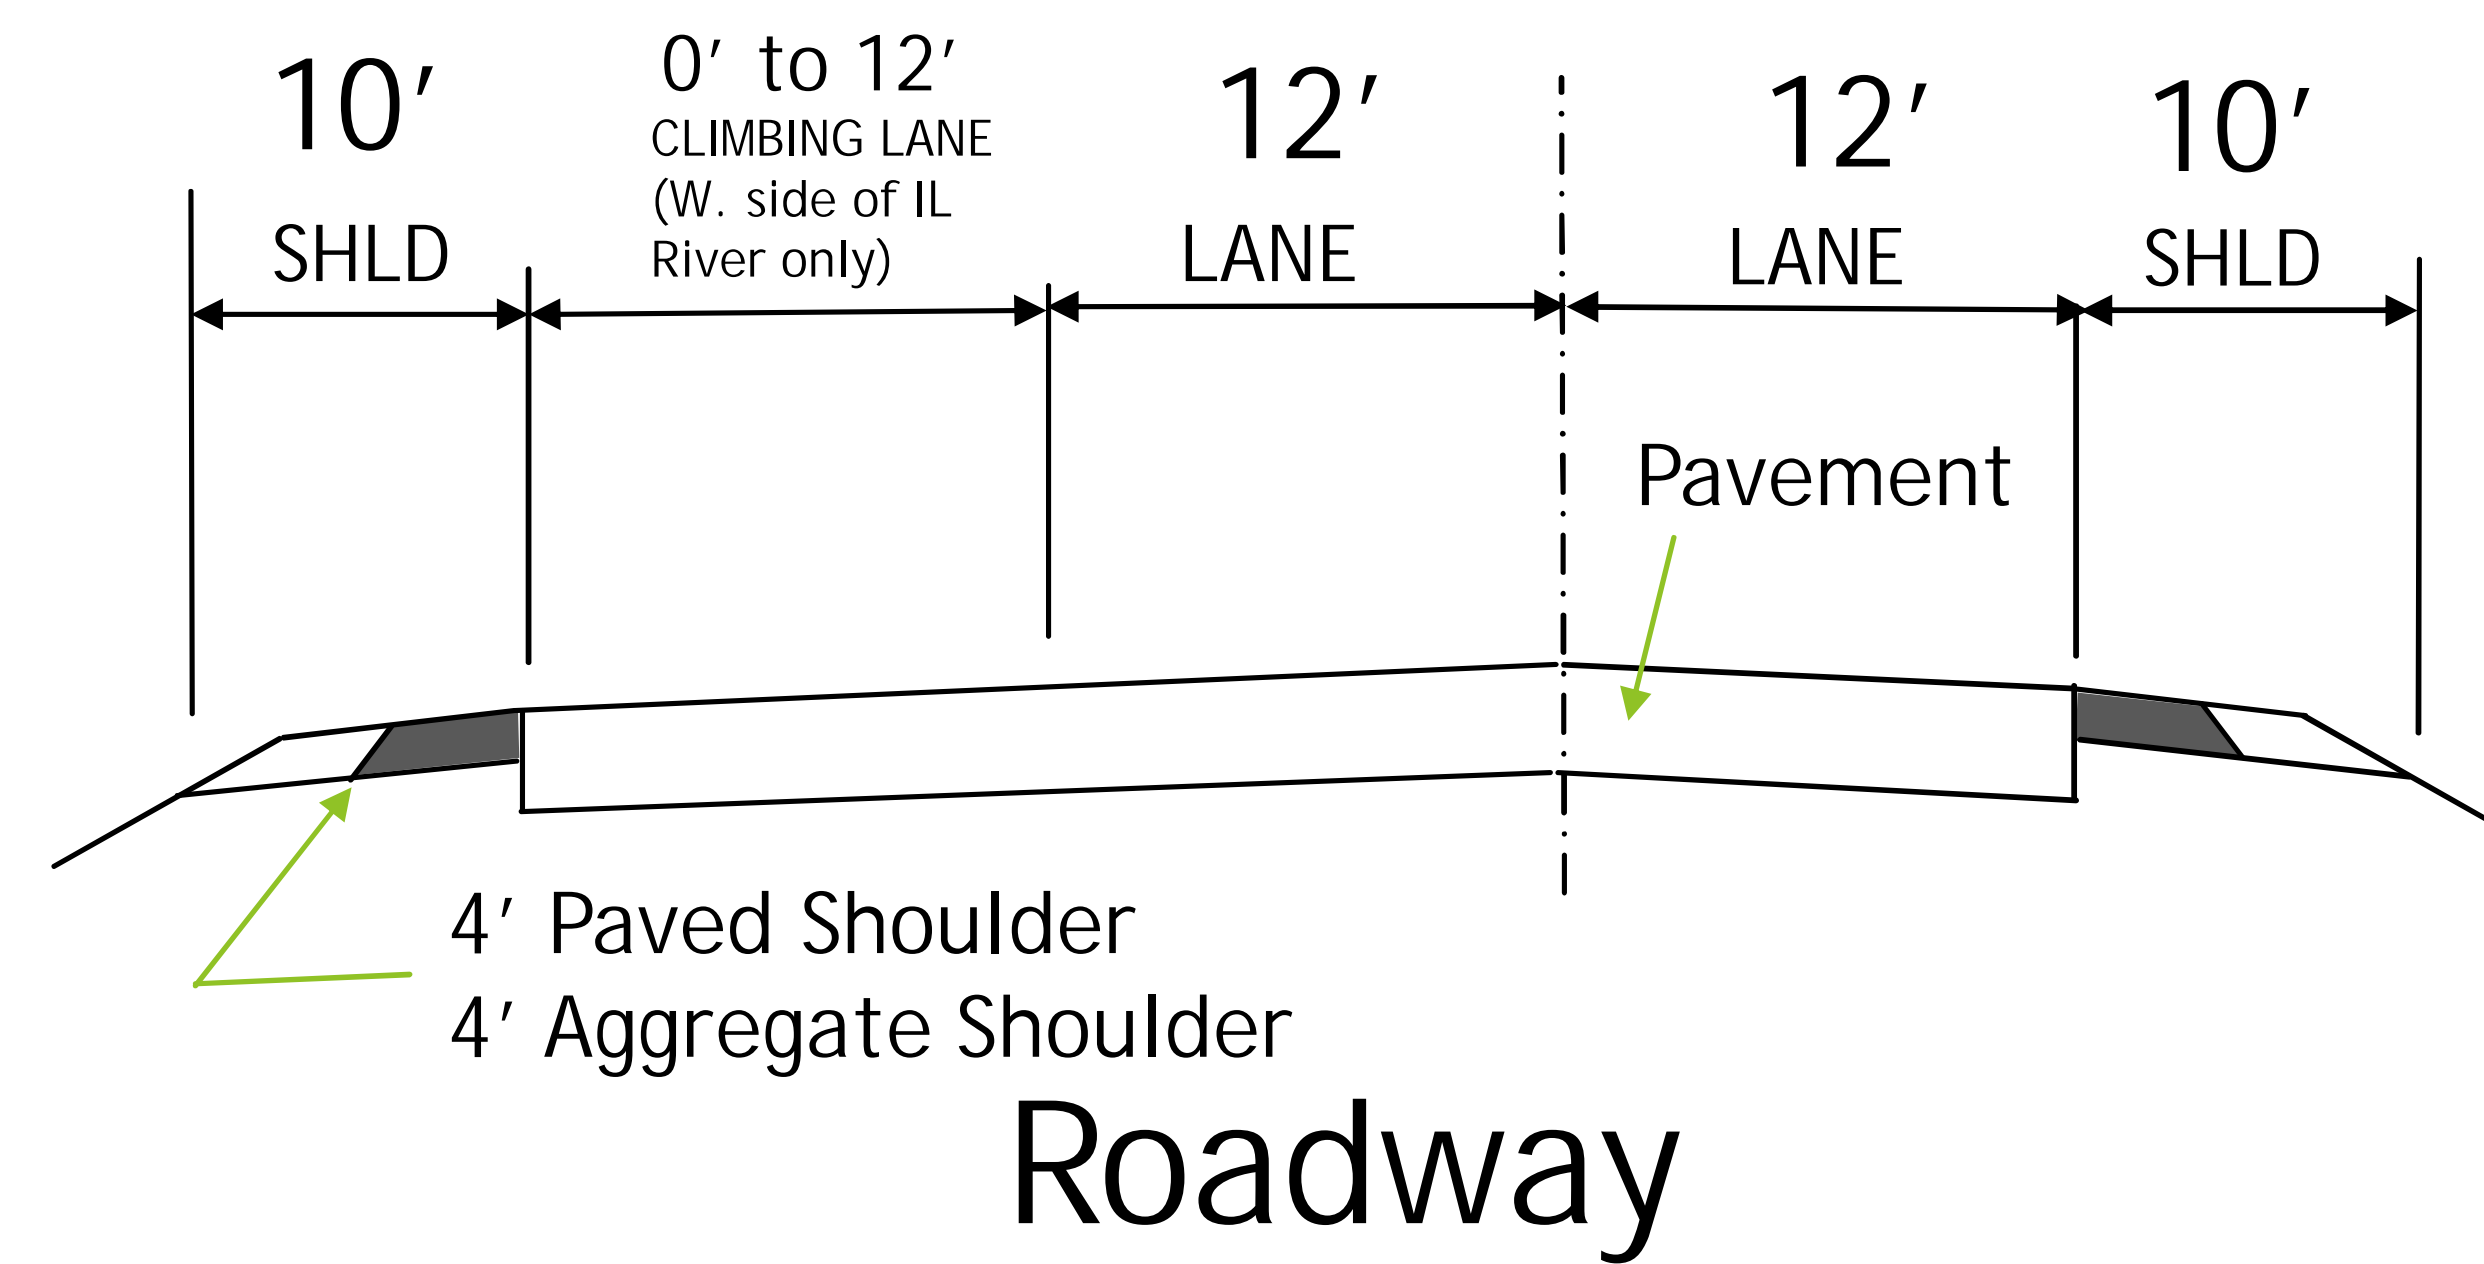 10'
SHLD
0' to 12'
CLIMBING LANE
(W. side of IL
River only)
12'
LANE
12'
LANE
10'
SHLD
Pavement
4' Paved Shoulder
4' Aggregate Shoulder
Roadway